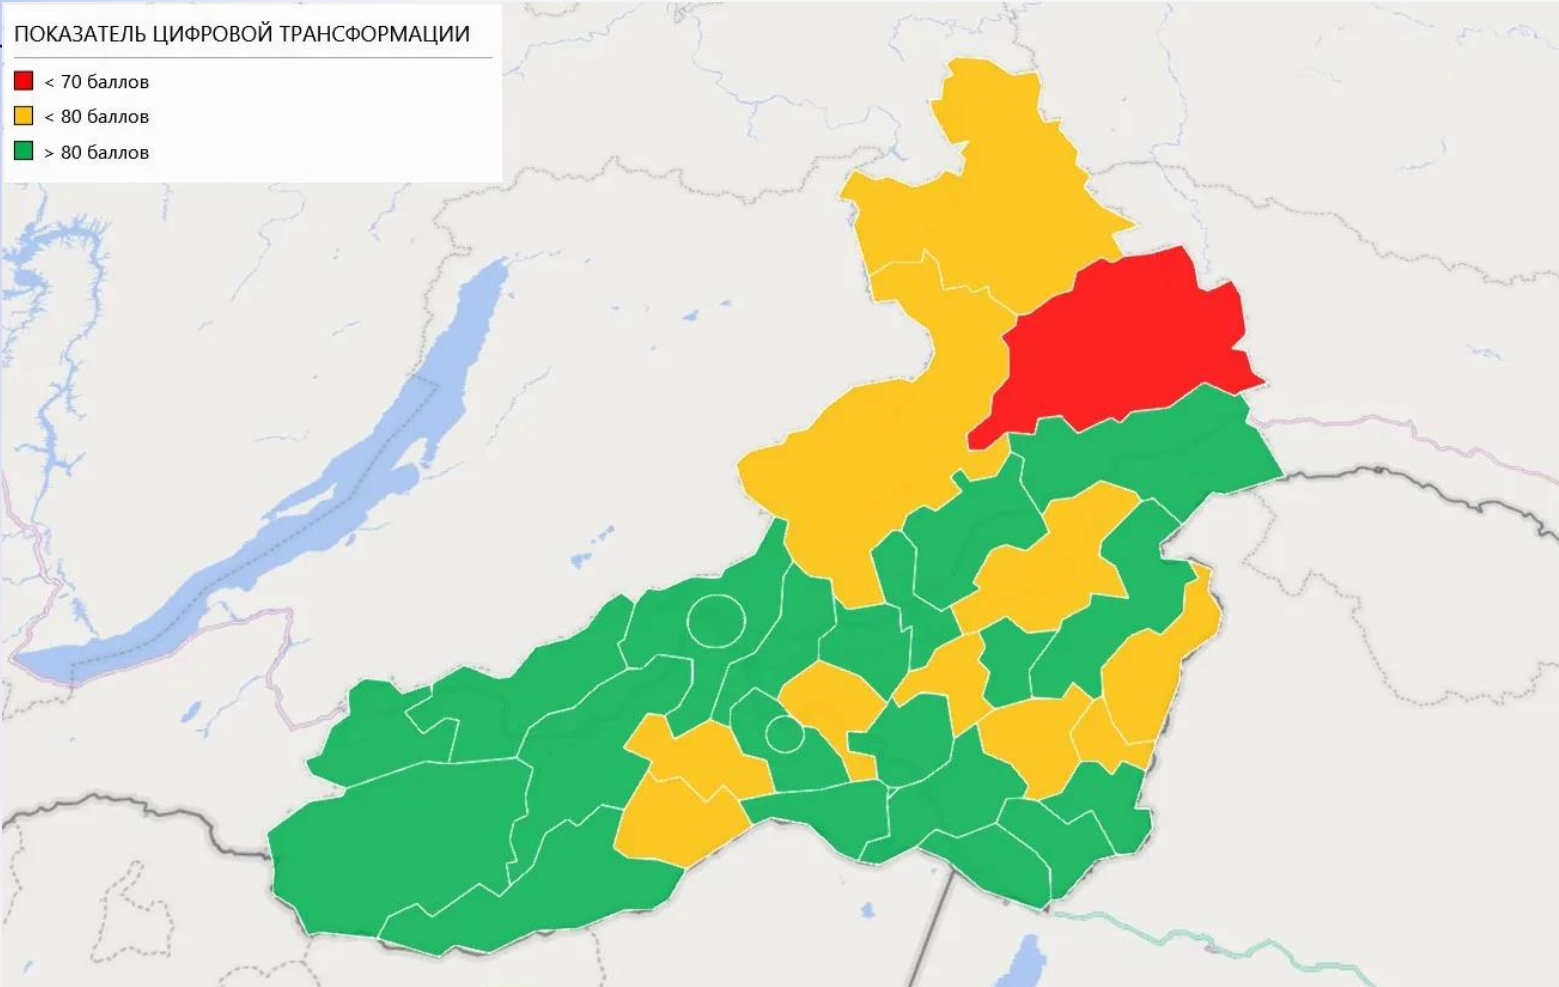 ПОКАЗАТЕЛЬ ЦИФРОВОЙ ТРАНСФОРМАЦИИ
< 70 баллов
< 80 баллов
> 80 баллов